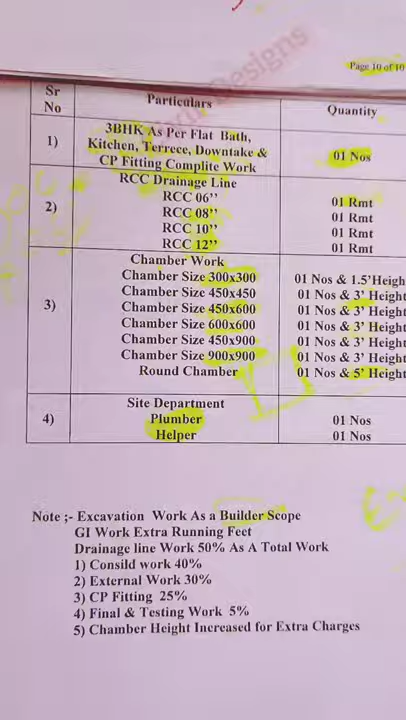 Designs
Page 10 of 10
Sr No Particulars Quantity
1) 3BHK As Per Flat Bath,
Kitchen, Terrece, Downtake &
CP Fitting Complite Work 01 Nos
2) RCC Drainage Line
RCC 06’’ 01 Rmt
RCC 08’’ 01 Rmt
RCC 10’’ 01 Rmt
RCC 12’’ 01 Rmt
3) Chamber Work
Chamber Size 300x300 01 Nos & 1.5’Heigh
Chamber Size 450x450 01 Nos & 3’ Height
Chamber Size 450x600 01 Nos & 3’ Height
Chamber Size 600x600 01 Nos & 3’ Height
Chamber Size 450x900 01 Nos & 3’ Height
Chamber Size 900x900 01 Nos & 3’ Height
Round Chamber 01 Nos & 5’ Height
4) Site Department
Plumber 01 Nos
Helper 01 Nos
Note ;- Excavation Work As a Builder Scope
GI Work Extra Running Feet
Drainage line Work 50% As A Total Work
1) Consild work 40%
2) External Work 30%
3) CP Fitting 25%
4) Final & Testing Work 5%
5) Chamber Height Increased for Extra Charges